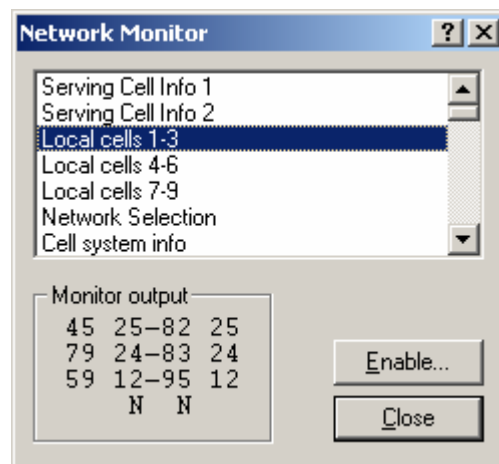 Network Monitor
Serving Cell Info 1
Serving Cell Info 2
Local cells 1-3
Local cells 4-6
Local cells 7-9
Network Selection
Cell system info
Monitor output
45 25-82 25
79 24-83 24
59 12-95 12
N N
Enable...
Close